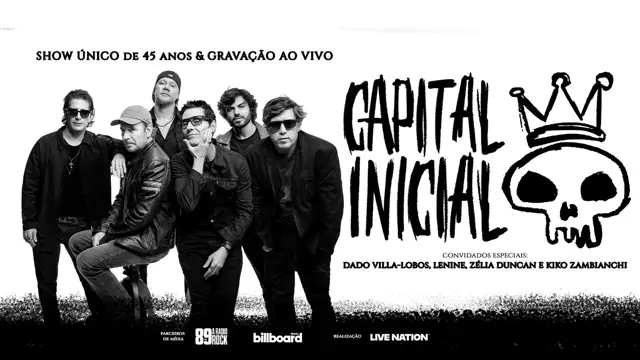 SHOW ÚNICO DE 45 ANOS & GRAVAÇÃO AO VIVO
CAPITAL
INICIAL
CONVIDADOS ESPECIAIS:
DADO VILLA-LOBOS, LENINE, ZÉLIA DUNCAN E KIKO ZAMBIANCHI
PARCEIROS
DE MÍDIA
89 A RÁDIO
ROCK
billboard
REALIZAÇÃO
LIVE NATION